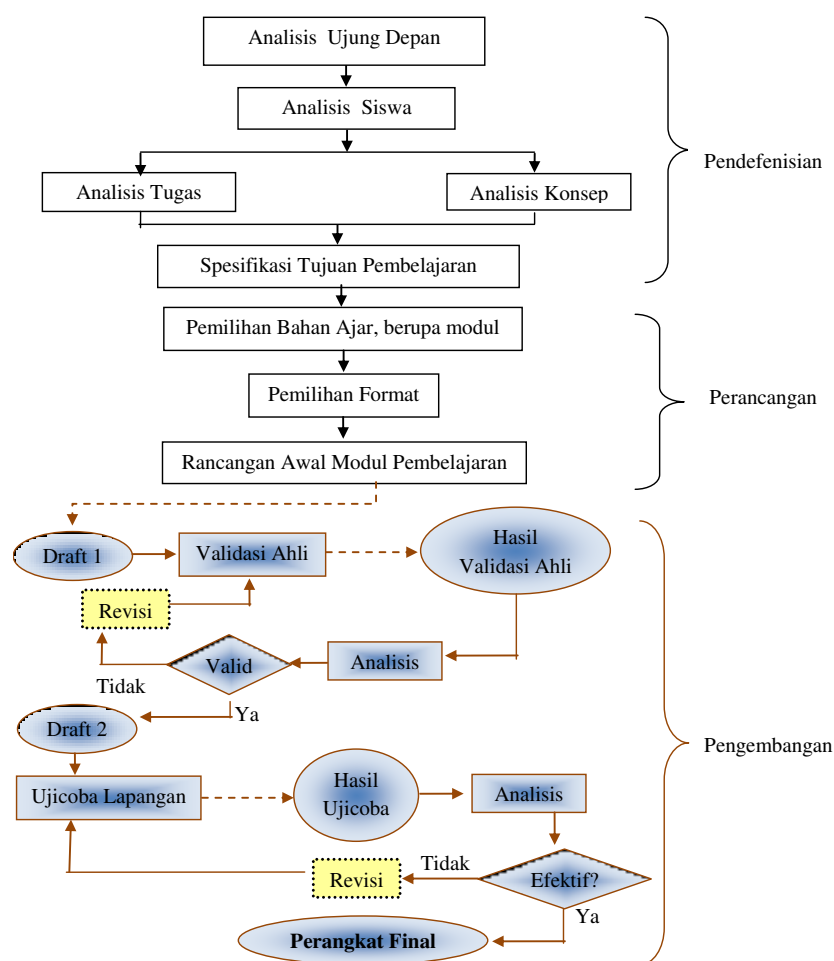 Analisis Ujung Depan
Analisis Siswa
Analisis Tugas
Analisis Konsep
Pendefenisian
Spesifikasi Tujuan Pembelajaran
Pemilihan Bahan Ajar, berupa modul
Pemilihan Format
Perancangan
Rancangan Awal Modul Pembelajaran
Draft 1
Validasi Ahli
Hasil
Validasi Ahli
Revisi
Valid
Analisis
Tidak
Ya
Draft 2
Pengembangan
Ujicoba Lapangan
Hasil
Ujicoba
Analisis
Efektif?
Tidak
Revisi
Ya
Perangkat Final